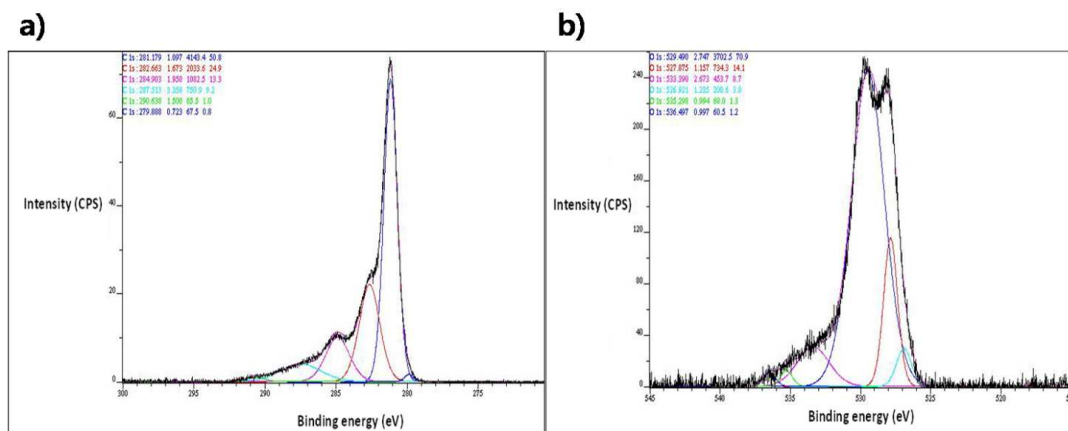 a)
C 1s: 281.179 1.097 4143.4 50.8
C 1s: 282.663 1.673 2033.6 24.9
C 1s: 284.903 1.950 1082.5 13.3
C 1s: 287.513 3.359 750.9 9.2
C 1s: 290.638 1.500 85.5 1.0
C 1s: 279.888 0.723 67.5 0.8
60
40
20
0
Intensity (CPS)
300
290
280
275
Binding energy (eV)
b)
O 1s: 529.490 2.747 3702.5 70.9
O 1s: 527.875 1.157 734.3 14.1
O 1s: 533.290 2.673 453.7 8.7
O 1s: 526.921 1.235 200.6 3.8
O 1s: 535.298 0.994 69.0 1.3
O 1s: 536.497 0.997 60.5 1.2
240
200
160
120
80
40
0
Intensity (CPS)
545
540
530
525
520
Binding energy (eV)